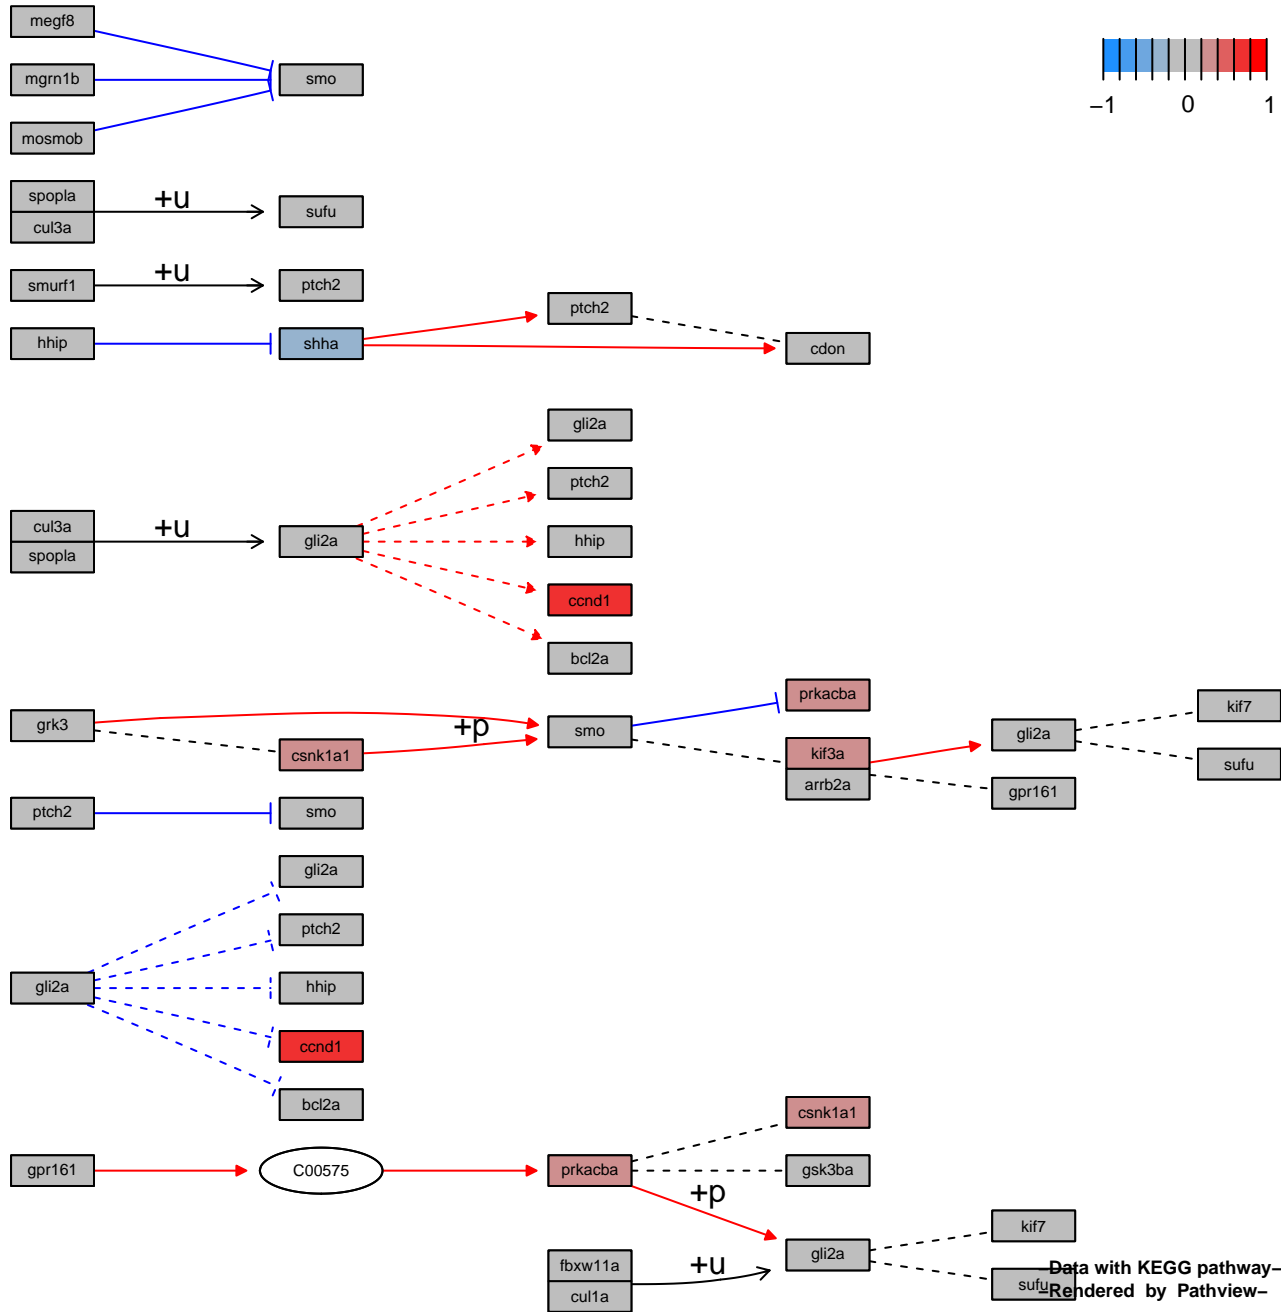 megf8
mgrn1b
smo
mosmob
−1
0
1
spopla
cul3a
+u
sufu
smurf1
+u
ptch2
hhip
shha
ptch2
cdon
gli2a
ptch2
cul3a
spopla
+u
gli2a
hhip
ccnd1
bcl2a
grk3
csnk1a1
+p
smo
prkacba
kif3a
arrb2a
gli2a
gpr161
kif7
sufu
ptch2
smo
gli2a
ptch2
gli2a
hhip
ccnd1
bcl2a
gpr161
C00575
prkacba
csnk1a1
gsk3ba
+p
fbxw11a
cul1a
+u
gli2a
kif7
sufu
−Data with KEGG pathway−
−Rendered by Pathview−